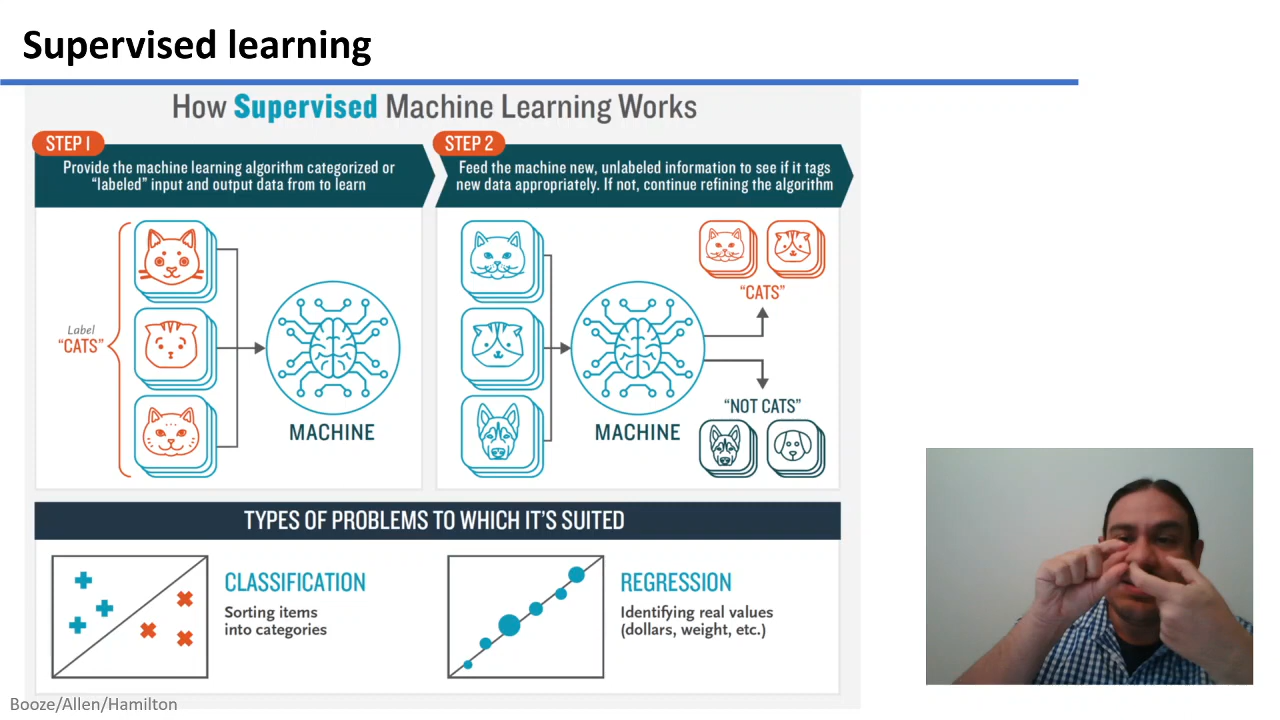 Supervised learning
How Supervised Machine Learning Works
STEP 1
Provide the machine learning algorithm categorized or
"labeled" input and output data from to learn
Label
"CATS"
MACHINE
STEP 2
Feed the machine new, unlabeled information to see if it tags
new data appropriately. If not, continue refining the algorithm
MACHINE
"CATS"
"NOT CATS"
TYPES OF PROBLEMS TO WHICH IT'S SUITED
CLASSIFICATION
Sorting items
into categories
REGRESSION
Identifying real values
(dollars, weight, etc.)
Booze/Allen/Hamilton